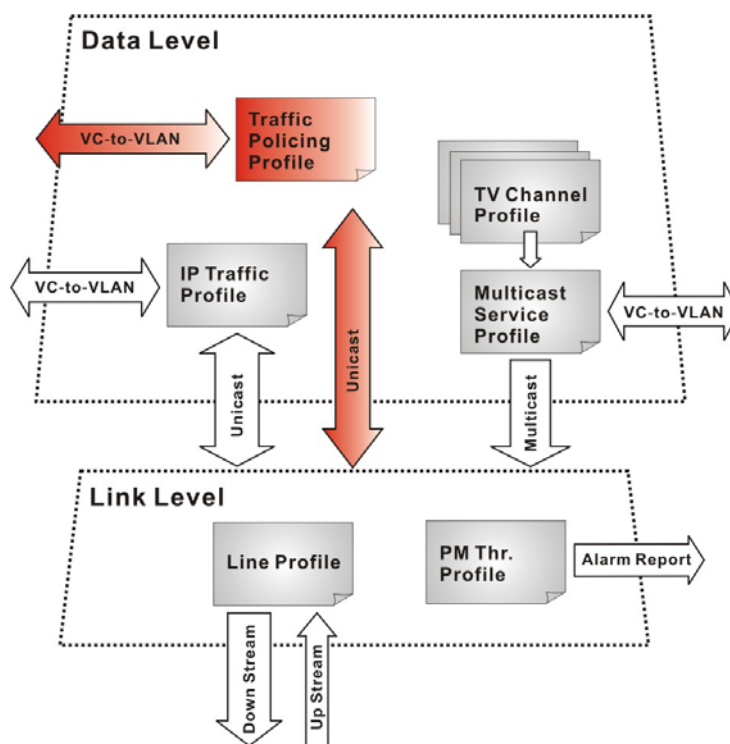 Data Level
VC-to-VLAN
Traffic
Policing
Profile
TV Channel
Profile
VC-to-VLAN
IP Traffic
Profile
Multicast
Service
Profile
VC-to-VLAN
Unicast
Unicast
Multicast
Link Level
Line Profile
PM Thr.
Profile
Alarm Report
Down Stream
Up Stream